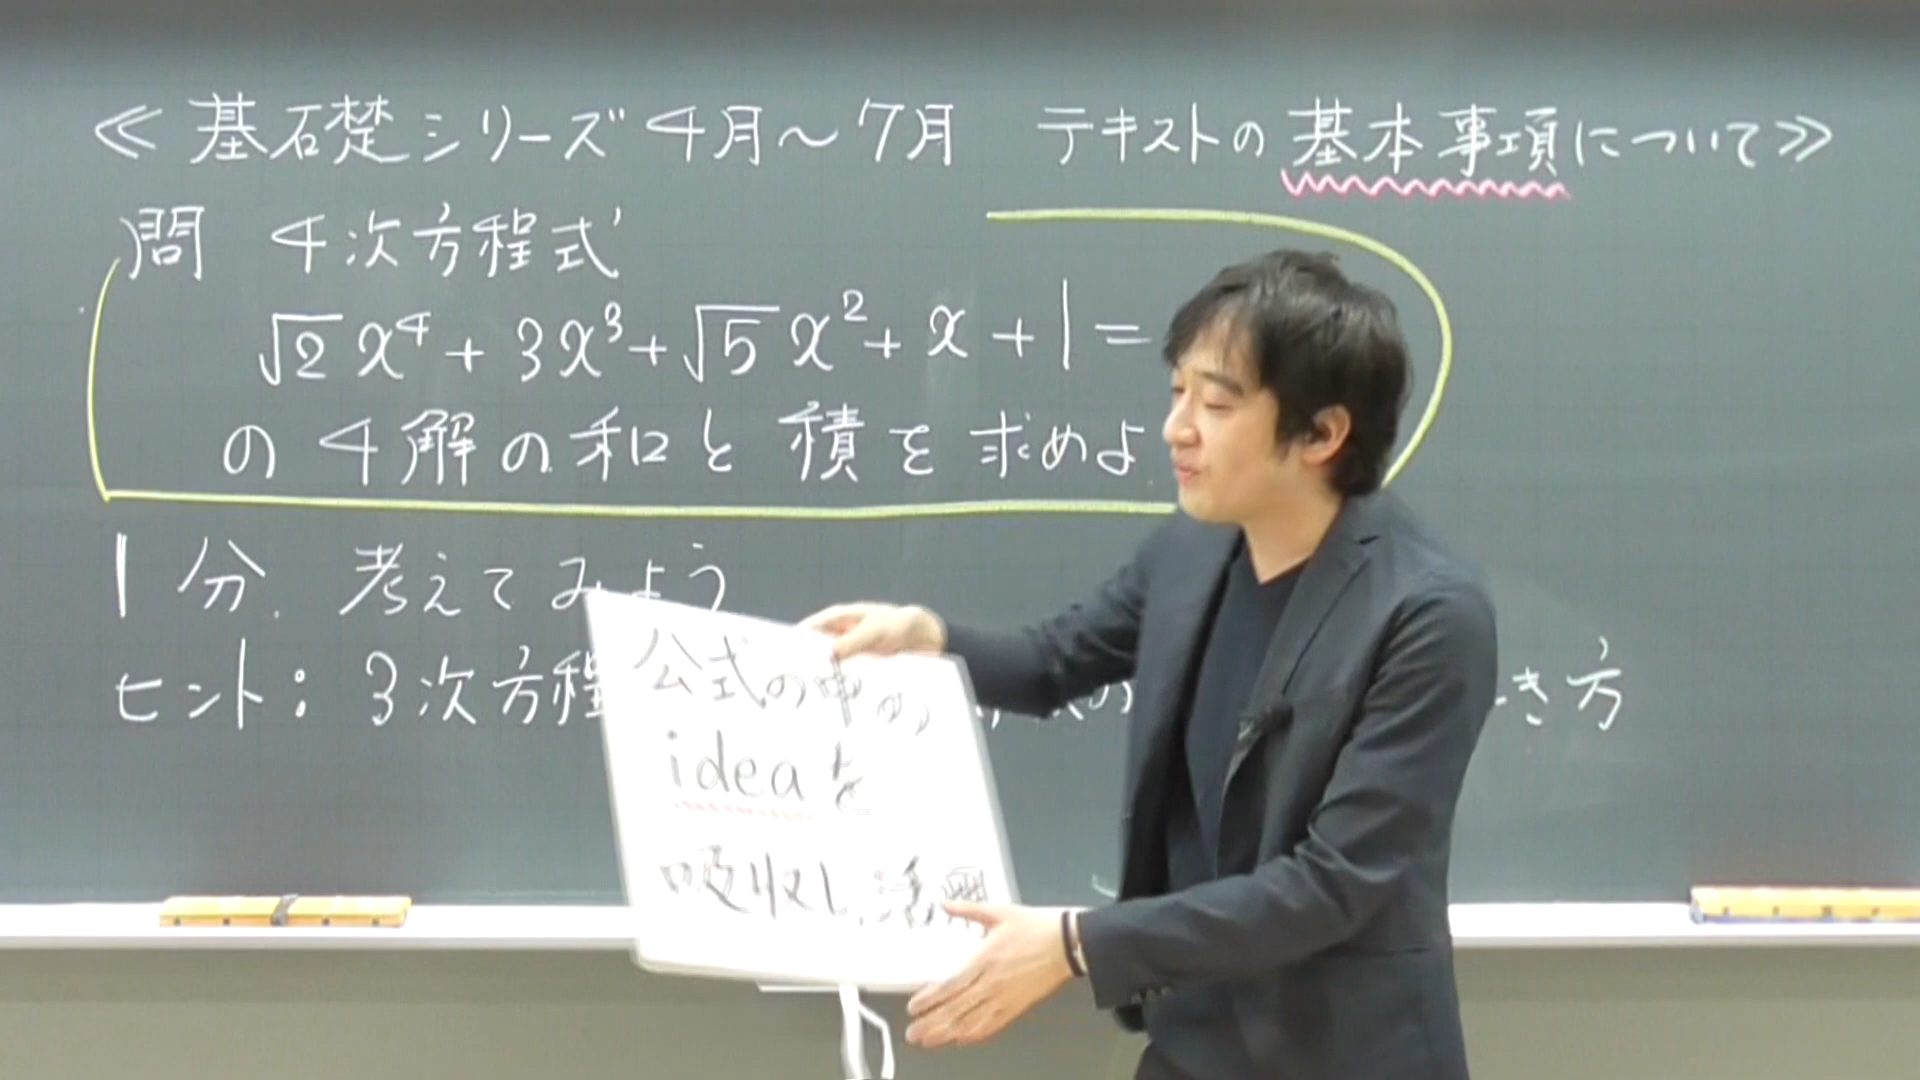 ≪基礎シリーズ4月～7月 テキストの基本事項について≫
問 4次方程式
√2x⁴+3x³+√5x²+x+1=
の4解の和と積を求めよ
1分 考えてみよう
ヒント: 3次方程 の き方
公式の中の
ideaを
吸収し活用